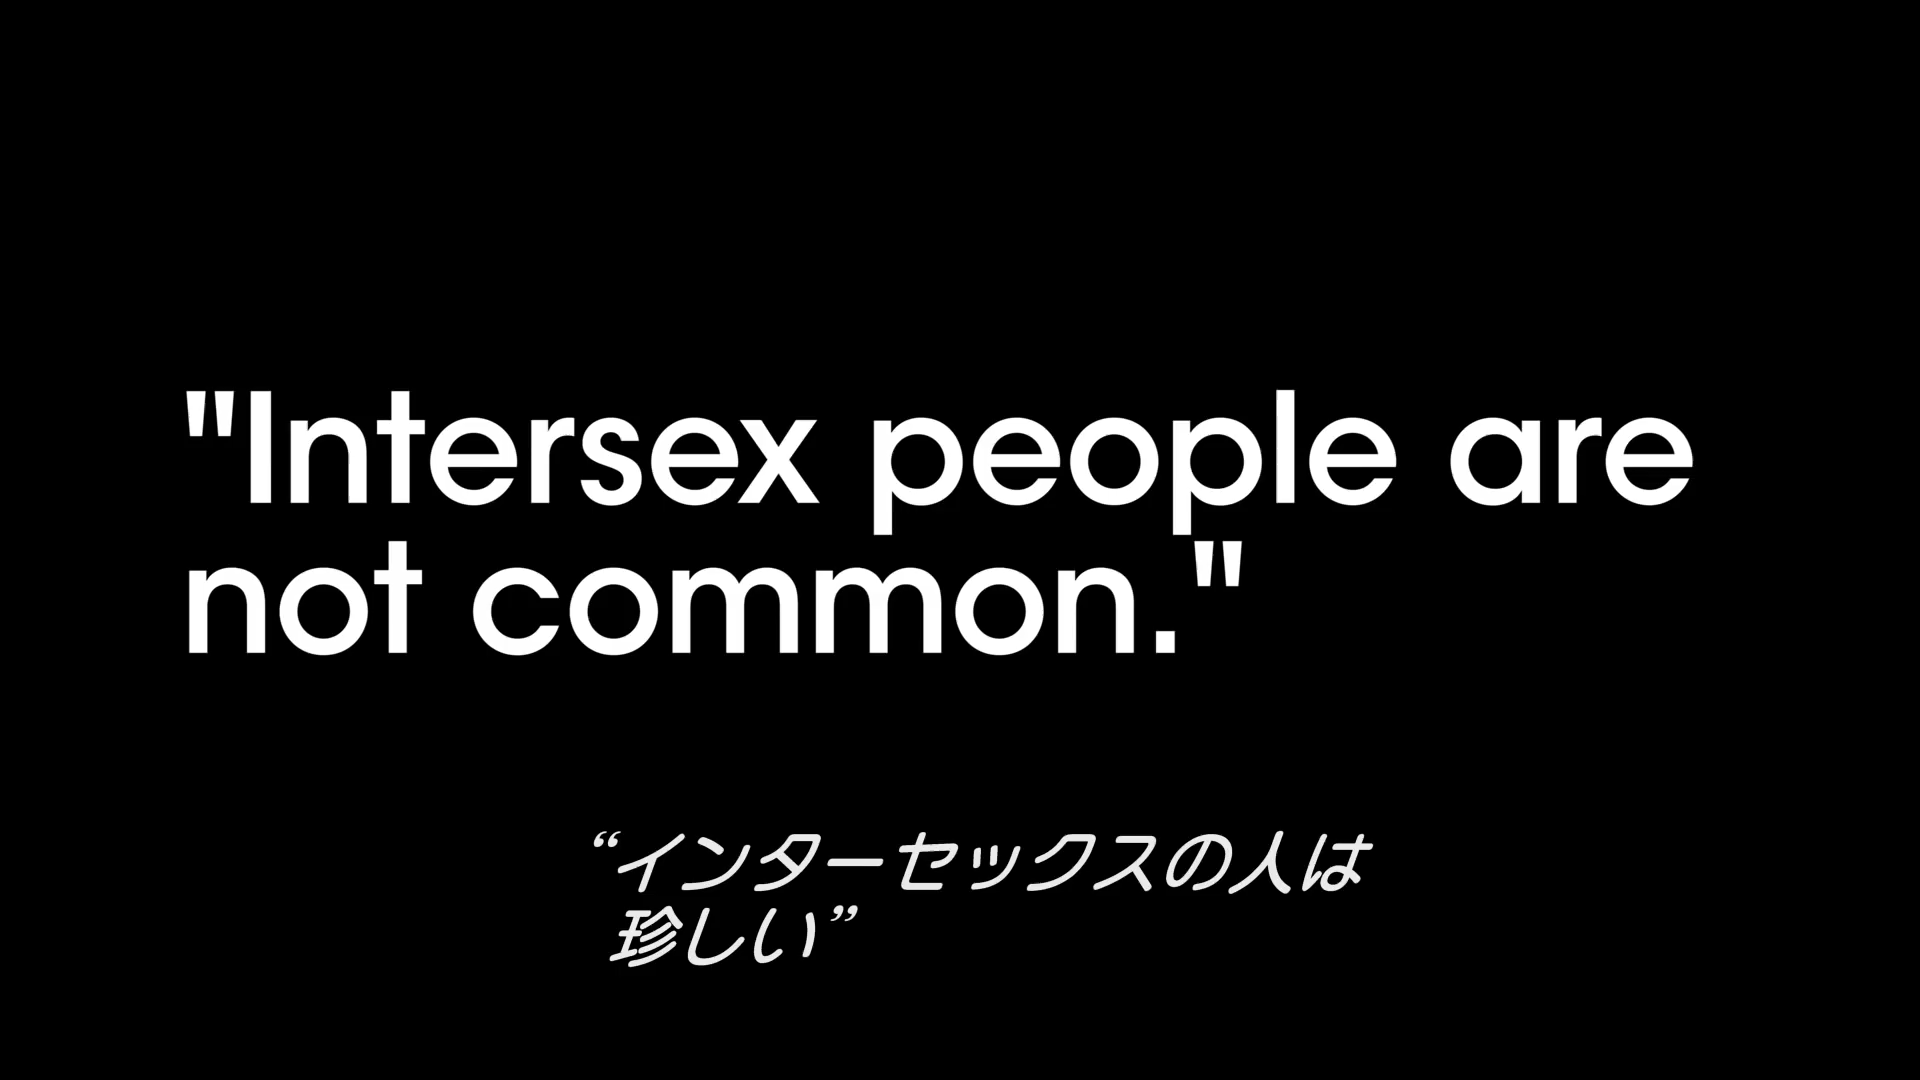 "Intersex people are
not common."
“インターセックスの人は
珍しい”